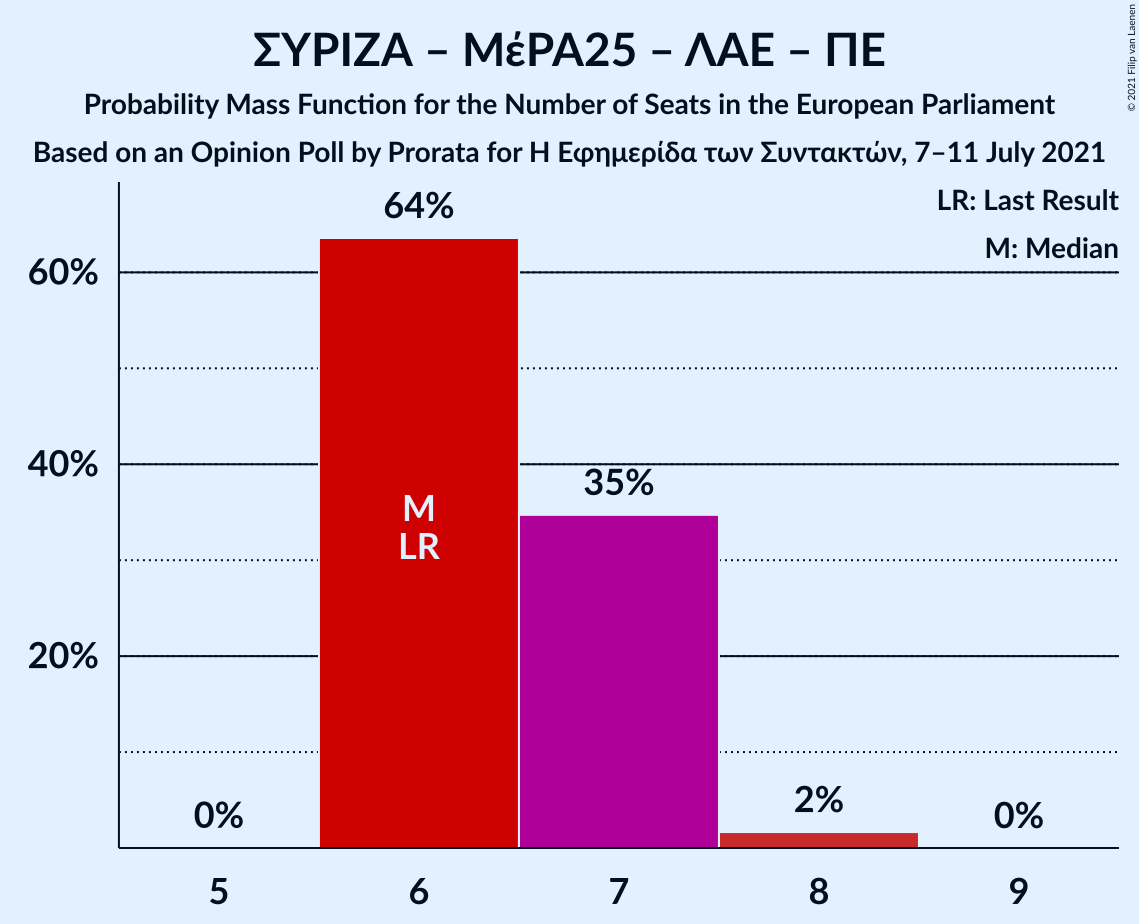 ΣΥΡΙΖΑ – ΜέΡΑ25 – ΛΑΕ – ΠΕ
Probability Mass Function for the Number of Seats in the European Parliament
Based on an Opinion Poll by Prorata for Η Εφημερίδα των Συντακτών, 7–11 July 2021
© 2021 Filip van Laenen
LR: Last Result
M: Median
64%
60%
40%
35%
M
LR
20%
2%
0%
0%
5 6 7 8 9